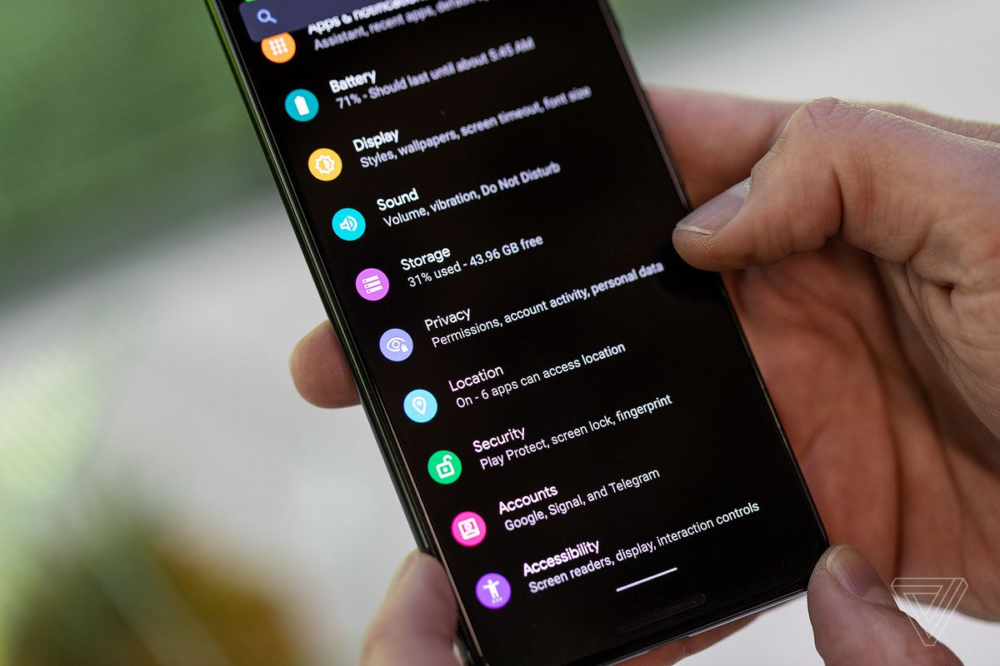 Apps & notifications
Assistant, recent apps, default
Battery
71% - Should last until about 5:45 AM
Display
Styles, wallpapers, screen timeout, font size
Sound
Volume, vibration, Do Not Disturb
Storage
31% used - 43.96 GB free
Privacy
Permissions, account activity, personal data
Location
On - 6 apps can access location
Security
Play Protect, screen lock, fingerprint
Accounts
Google, Signal, and Telegram
Accessibility
Screen readers, display, interaction controls